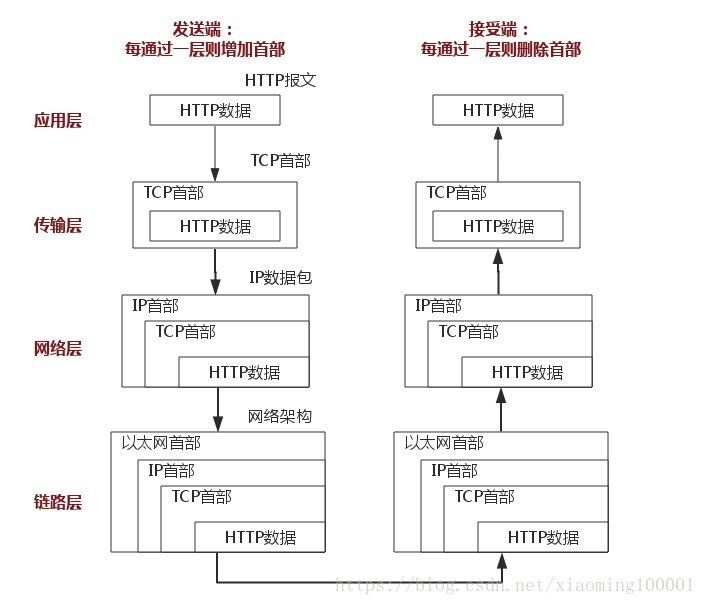 发送端：
每通过一层则增加首部
接受端：
每通过一层则删除首部
HTTP报文
应用层
HTTP数据
HTTP数据
TCP首部
TCP首部
TCP首部
传输层
HTTP数据
HTTP数据
IP数据包
IP首部
IP首部
TCP首部
TCP首部
网络层
HTTP数据
HTTP数据
网络架构
以太网首部
以太网首部
IP首部
IP首部
链路层
TCP首部
TCP首部
HTTP数据
HTTP数据
https://blog.csdn.net/xiaoming100001